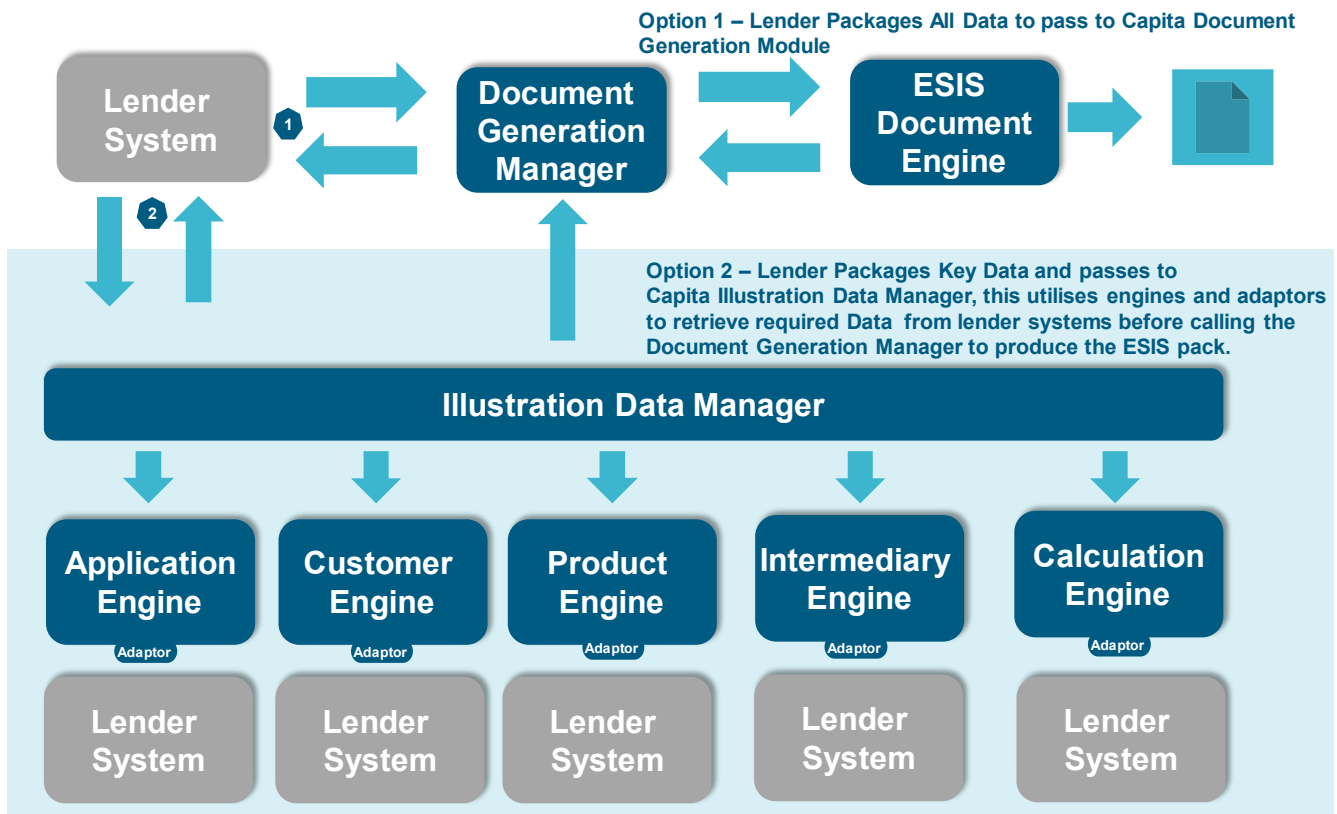 Option 1 – Lender Packages All Data to pass to Capita Document
Generation Module
Lender
System
1
Document
Generation
Manager
ESIS
Document
Engine
2
Option 2 – Lender Packages Key Data and passes to
Capita Illustration Data Manager, this utilises engines and adaptors
to retrieve required Data from lender systems before calling the
Document Generation Manager to produce the ESIS pack.
Illustration Data Manager
Application
Engine
Adaptor
Customer
Engine
Adaptor
Product
Engine
Adaptor
Intermediary
Engine
Adaptor
Calculation
Engine
Adaptor
Lender
System
Lender
System
Lender
System
Lender
System
Lender
System